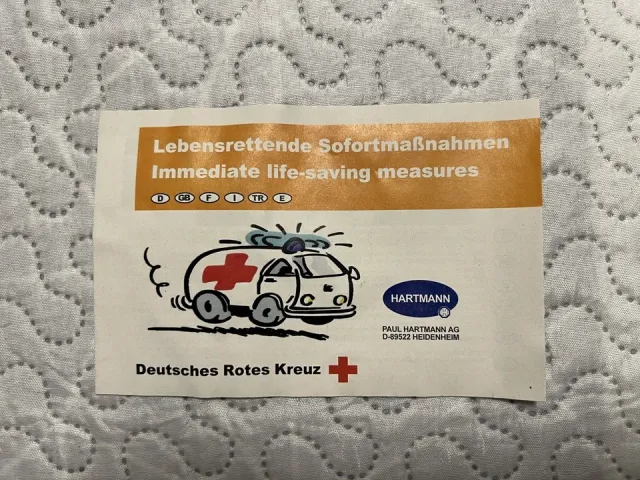 Lebensrettende Sofortmaßnahmen
Immediate life-saving measures
D GB F I TR E
HARTMANN
PAUL HARTMANN AG
D-89522 HEIDENHEIM
Deutsches Rotes Kreuz